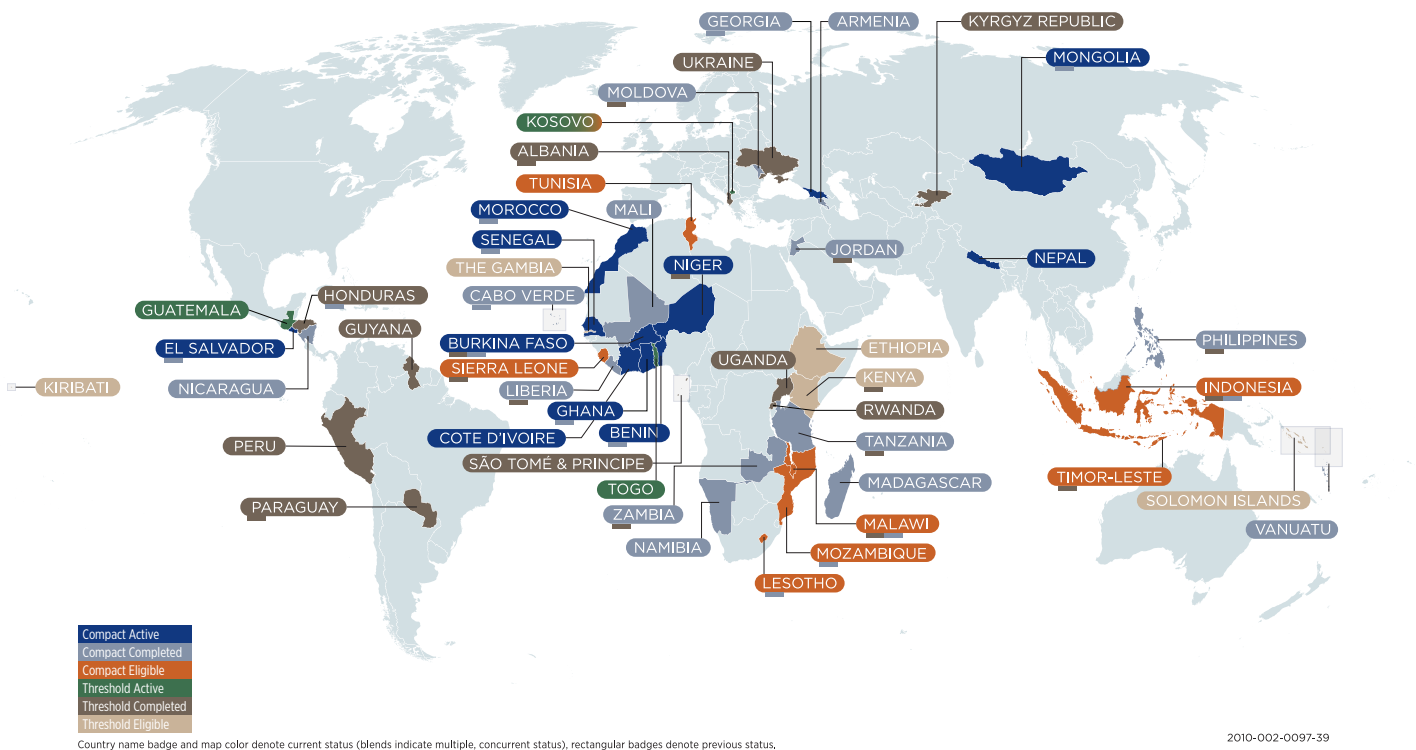 GEORGIA
ARMENIA
KYRGYZ REPUBLIC
MONGOLIA
UKRAINE
MOLDOVA
KOSOVO
ALBANIA
TUNISIA
MOROCCO
MALI
SENEGAL
JORDAN
NEPAL
THE GAMBIA
NIGER
CABO VERDE
HONDURAS
GUATEMALA
GUYANA
BURKINA FASO
EL SALVADOR
ETHIOPIA
PHILIPPINES
UGANDA
SIERRA LEONE
KENYA
KIRIBATI
NICARAGUA
LIBERIA
INDONESIA
GHANA
RWANDA
COTE D'IVOIRE
BENIN
TANZANIA
PERU
SÃO TOMÉ & PRINCIPE
TIMOR-LESTE
MADAGASCAR
TOGO
SOLOMON ISLANDS
PARAGUAY
ZAMBIA
MALAWI
VANUATU
NAMIBIA
MOZAMBIQUE
LESOTHO
Compact Active
Compact Completed
Compact Eligible
Threshold Active
Threshold Completed
Threshold Eligible
Country name badge and map color denote current status (blends indicate multiple, concurrent status), rectangular badges denote previous status.
2010-002-0097-39